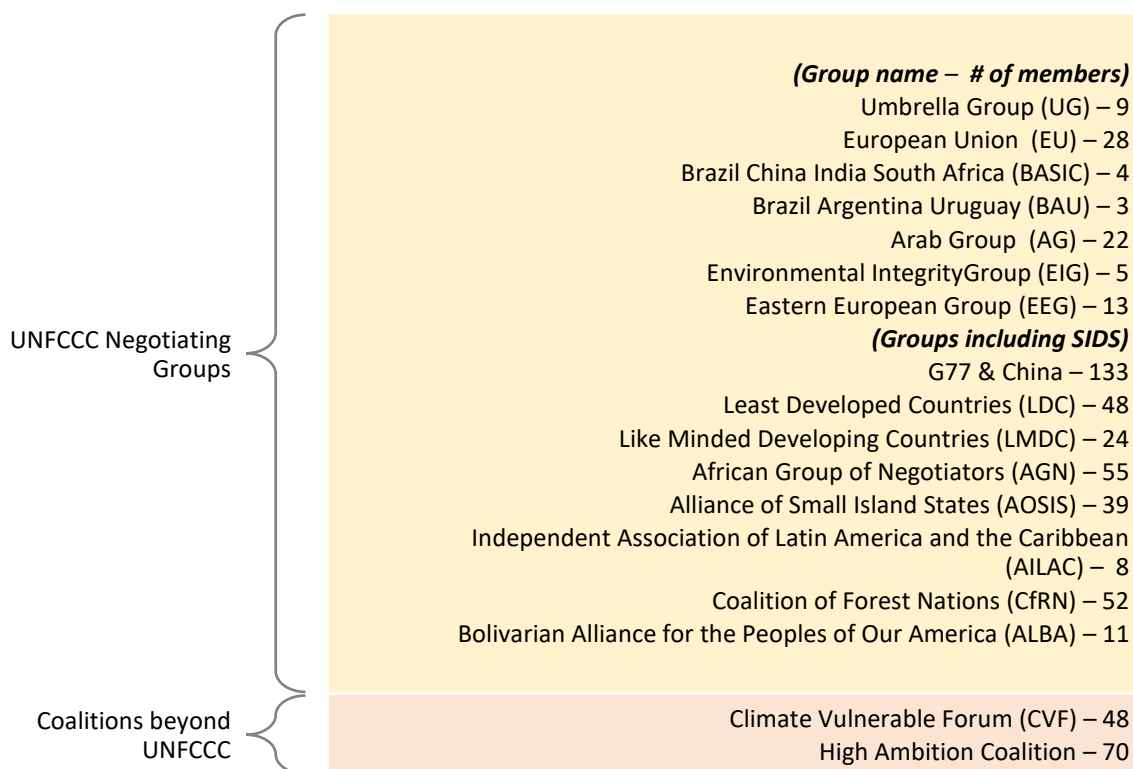 (Group name – # of members)
Umbrella Group (UG) – 9
European Union (EU) – 28
Brazil China India South Africa (BASIC) – 4
Brazil Argentina Uruguay (BAU) – 3
Arab Group (AG) – 22
Environmental IntegrityGroup (EIG) – 5
Eastern European Group (EEG) – 13
(Groups including SIDS)
UNFCCC Negotiating
Groups
G77 & China – 133
Least Developed Countries (LDC) – 48
Like Minded Developing Countries (LMDC) – 24
African Group of Negotiators (AGN) – 55
Alliance of Small Island States (AOSIS) – 39
Independent Association of Latin America and the Caribbean
(AILAC) – 8
Coalition of Forest Nations (CfRN) – 52
Bolivarian Alliance for the Peoples of Our America (ALBA) – 11
Coalitions beyond
UNFCCC
Climate Vulnerable Forum (CVF) – 48
High Ambition Coalition – 70